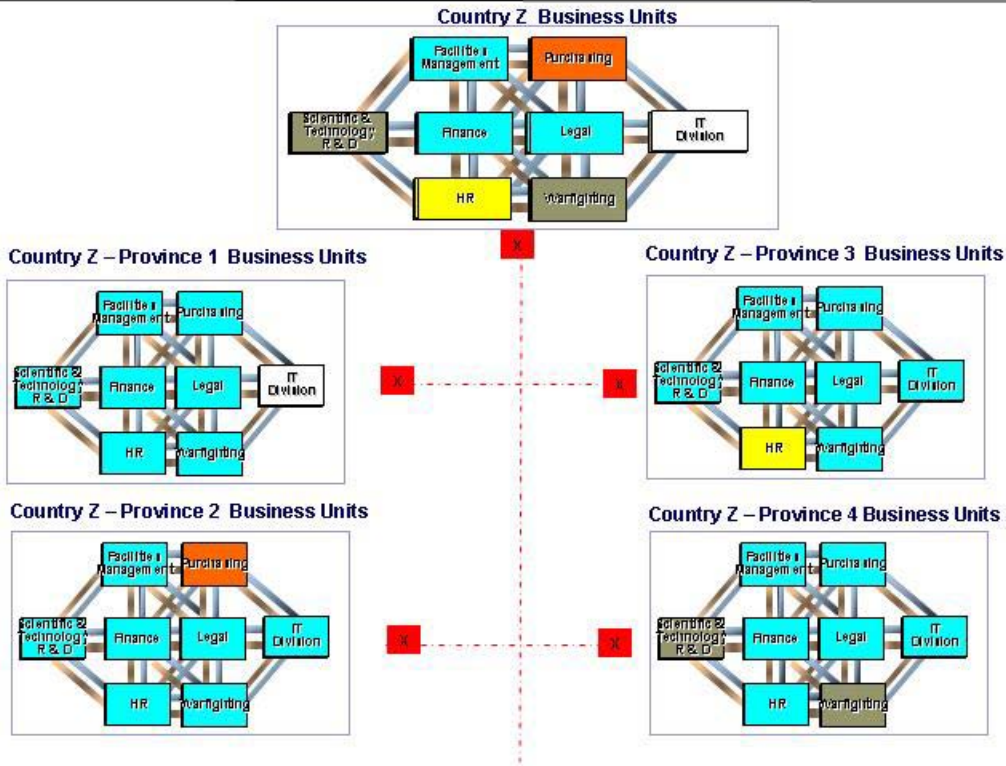 Country Z Business Units
Facilities
Management
Purchasing
Scientific &
Technology
R & D
Finance
Legal
IT
Division
HR
Warfighting
X
Country Z – Province 1 Business Units
Facilities
Management
Purchasing
Scientific &
Technology
R & D
Finance
Legal
IT
Division
HR
Warfighting
Country Z – Province 3 Business Units
Facilities
Management
Purchasing
Scientific &
Technology
R & D
Finance
Legal
IT
Division
HR
Warfighting
X
X
Country Z – Province 2 Business Units
Facilities
Management
Purchasing
Scientific &
Technology
R & D
Finance
Legal
IT
Division
HR
Warfighting
Country Z – Province 4 Business Units
Facilities
Management
Purchasing
Scientific &
Technology
R & D
Finance
Legal
IT
Division
HR
Warfighting
X
X